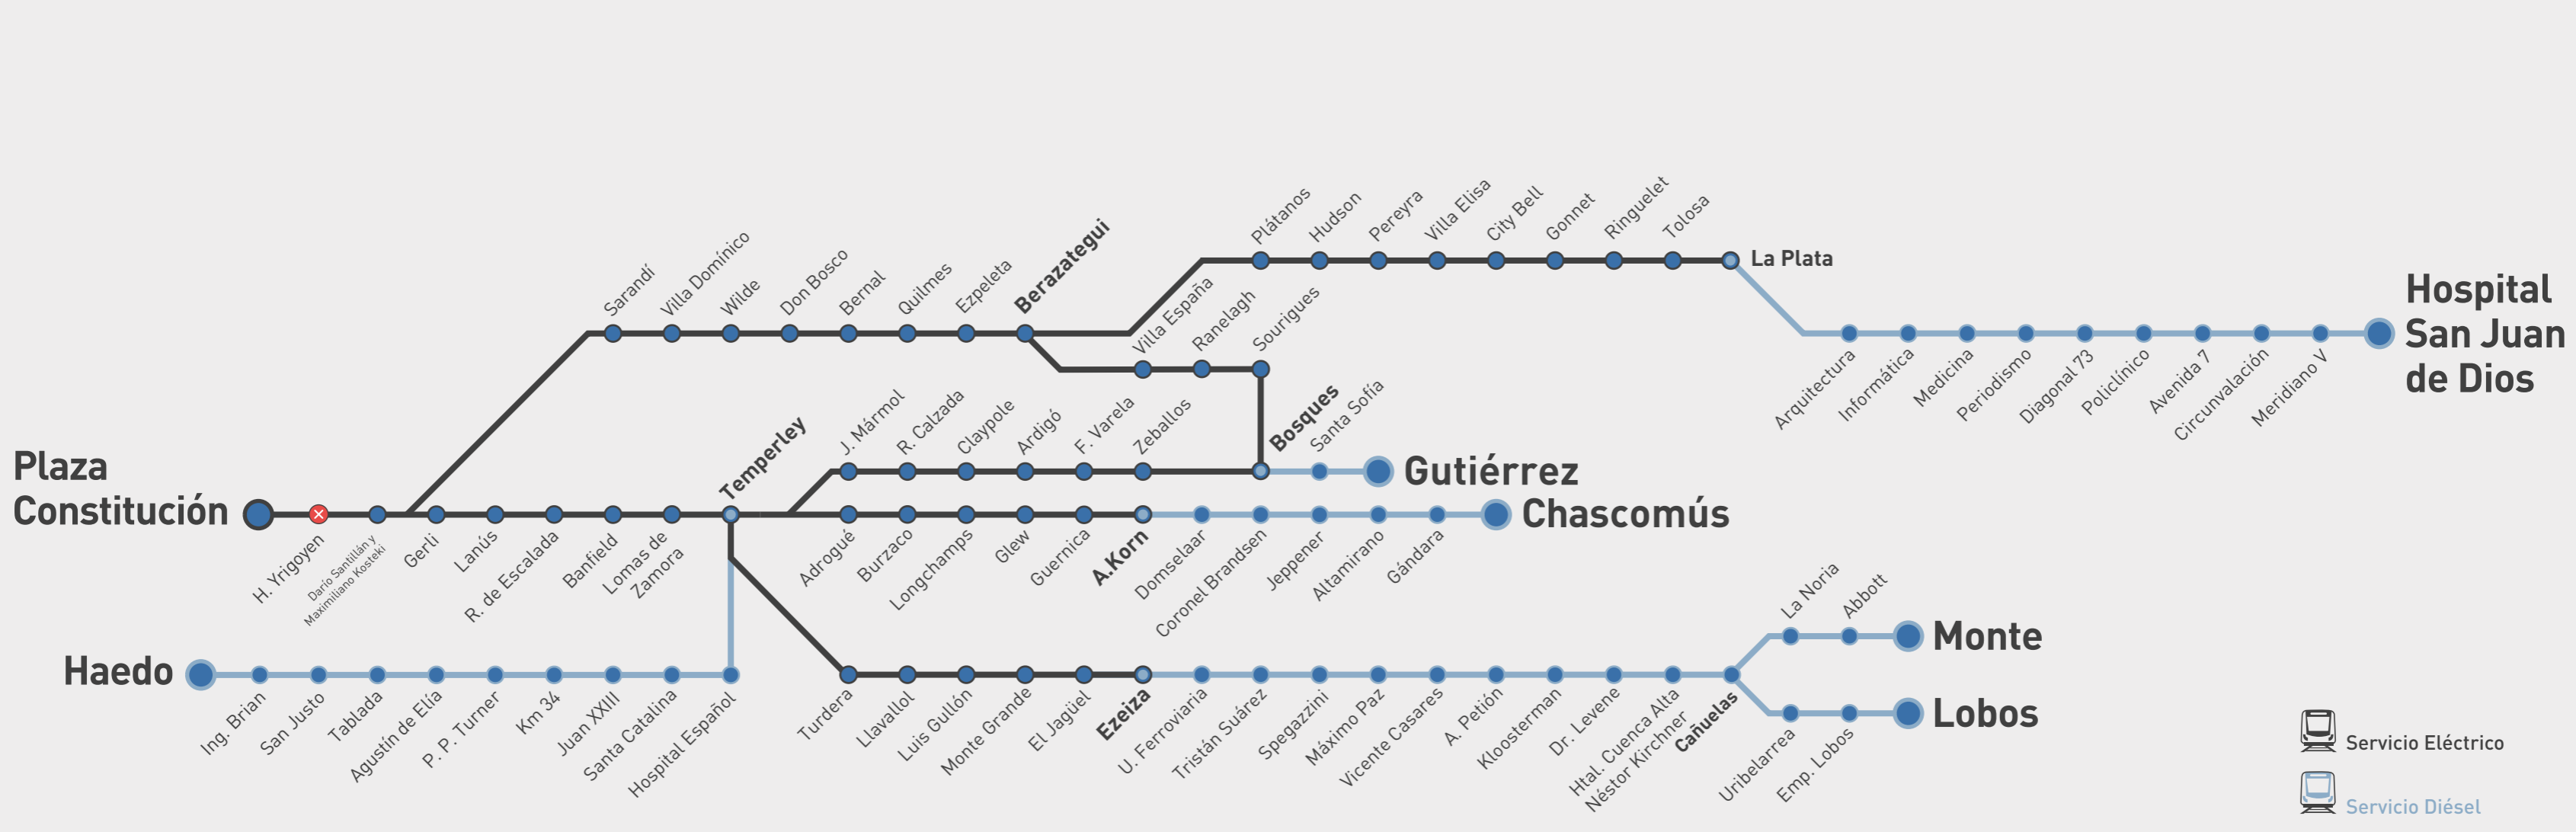 Sarandí
Villa Domínico
Wilde
Don Bosco
Bernal
Quilmes
Ezpeleta
Berazategui
Plátanos
Hudson
Pereyra
Villa Elisa
City Bell
Gonnet
Ringuelet
Tolosa
La Plata
Villa España
Ranelagh
Sourigues
Arquitectura
Informática
Medicina
Periodismo
Diagonal 73
Policlínico
Avenida 7
Circunvalación
Meridiano V
Hospital
San Juan
de Dios
J. Mármol
R. Calzada
Claypole
Ardigó
F. Varela
Zeballos
Bosques
Santa Sofía
Gutiérrez
Plaza
Constitución
H. Yrigoyen
Darío Santillán y
Maximiliano Kosteki
Gerli
Lanús
R. de Escalada
Banfield
Lomas de
Zamora
Temperley
Adrogué
Burzaco
Longchamps
Glew
Guernica
A.Korn
Domselaar
Coronel Brandsen
Jeppener
Altamirano
Gándara
Chascomús
Haedo
Ing. Brian
San Justo
Tablada
Agustín de Elía
P. P. Turner
Km 34
Juan XXIII
Santa Catalina
Hospital Español
Turdera
Llavallol
Luis Gullón
Monte Grande
El Jagüel
Ezeiza
U. Ferroviaria
Tristán Suárez
Spegazzini
Máximo Paz
Vicente Casares
A. Petión
Kloosterman
Dr. Levene
Htal. Cuenca Alta
Néstor Kirchner
Cañuelas
La Noria
Abbott
Monte
Uribelarrea
Emp. Lobos
Lobos
Servicio Eléctrico
Servicio Diésel